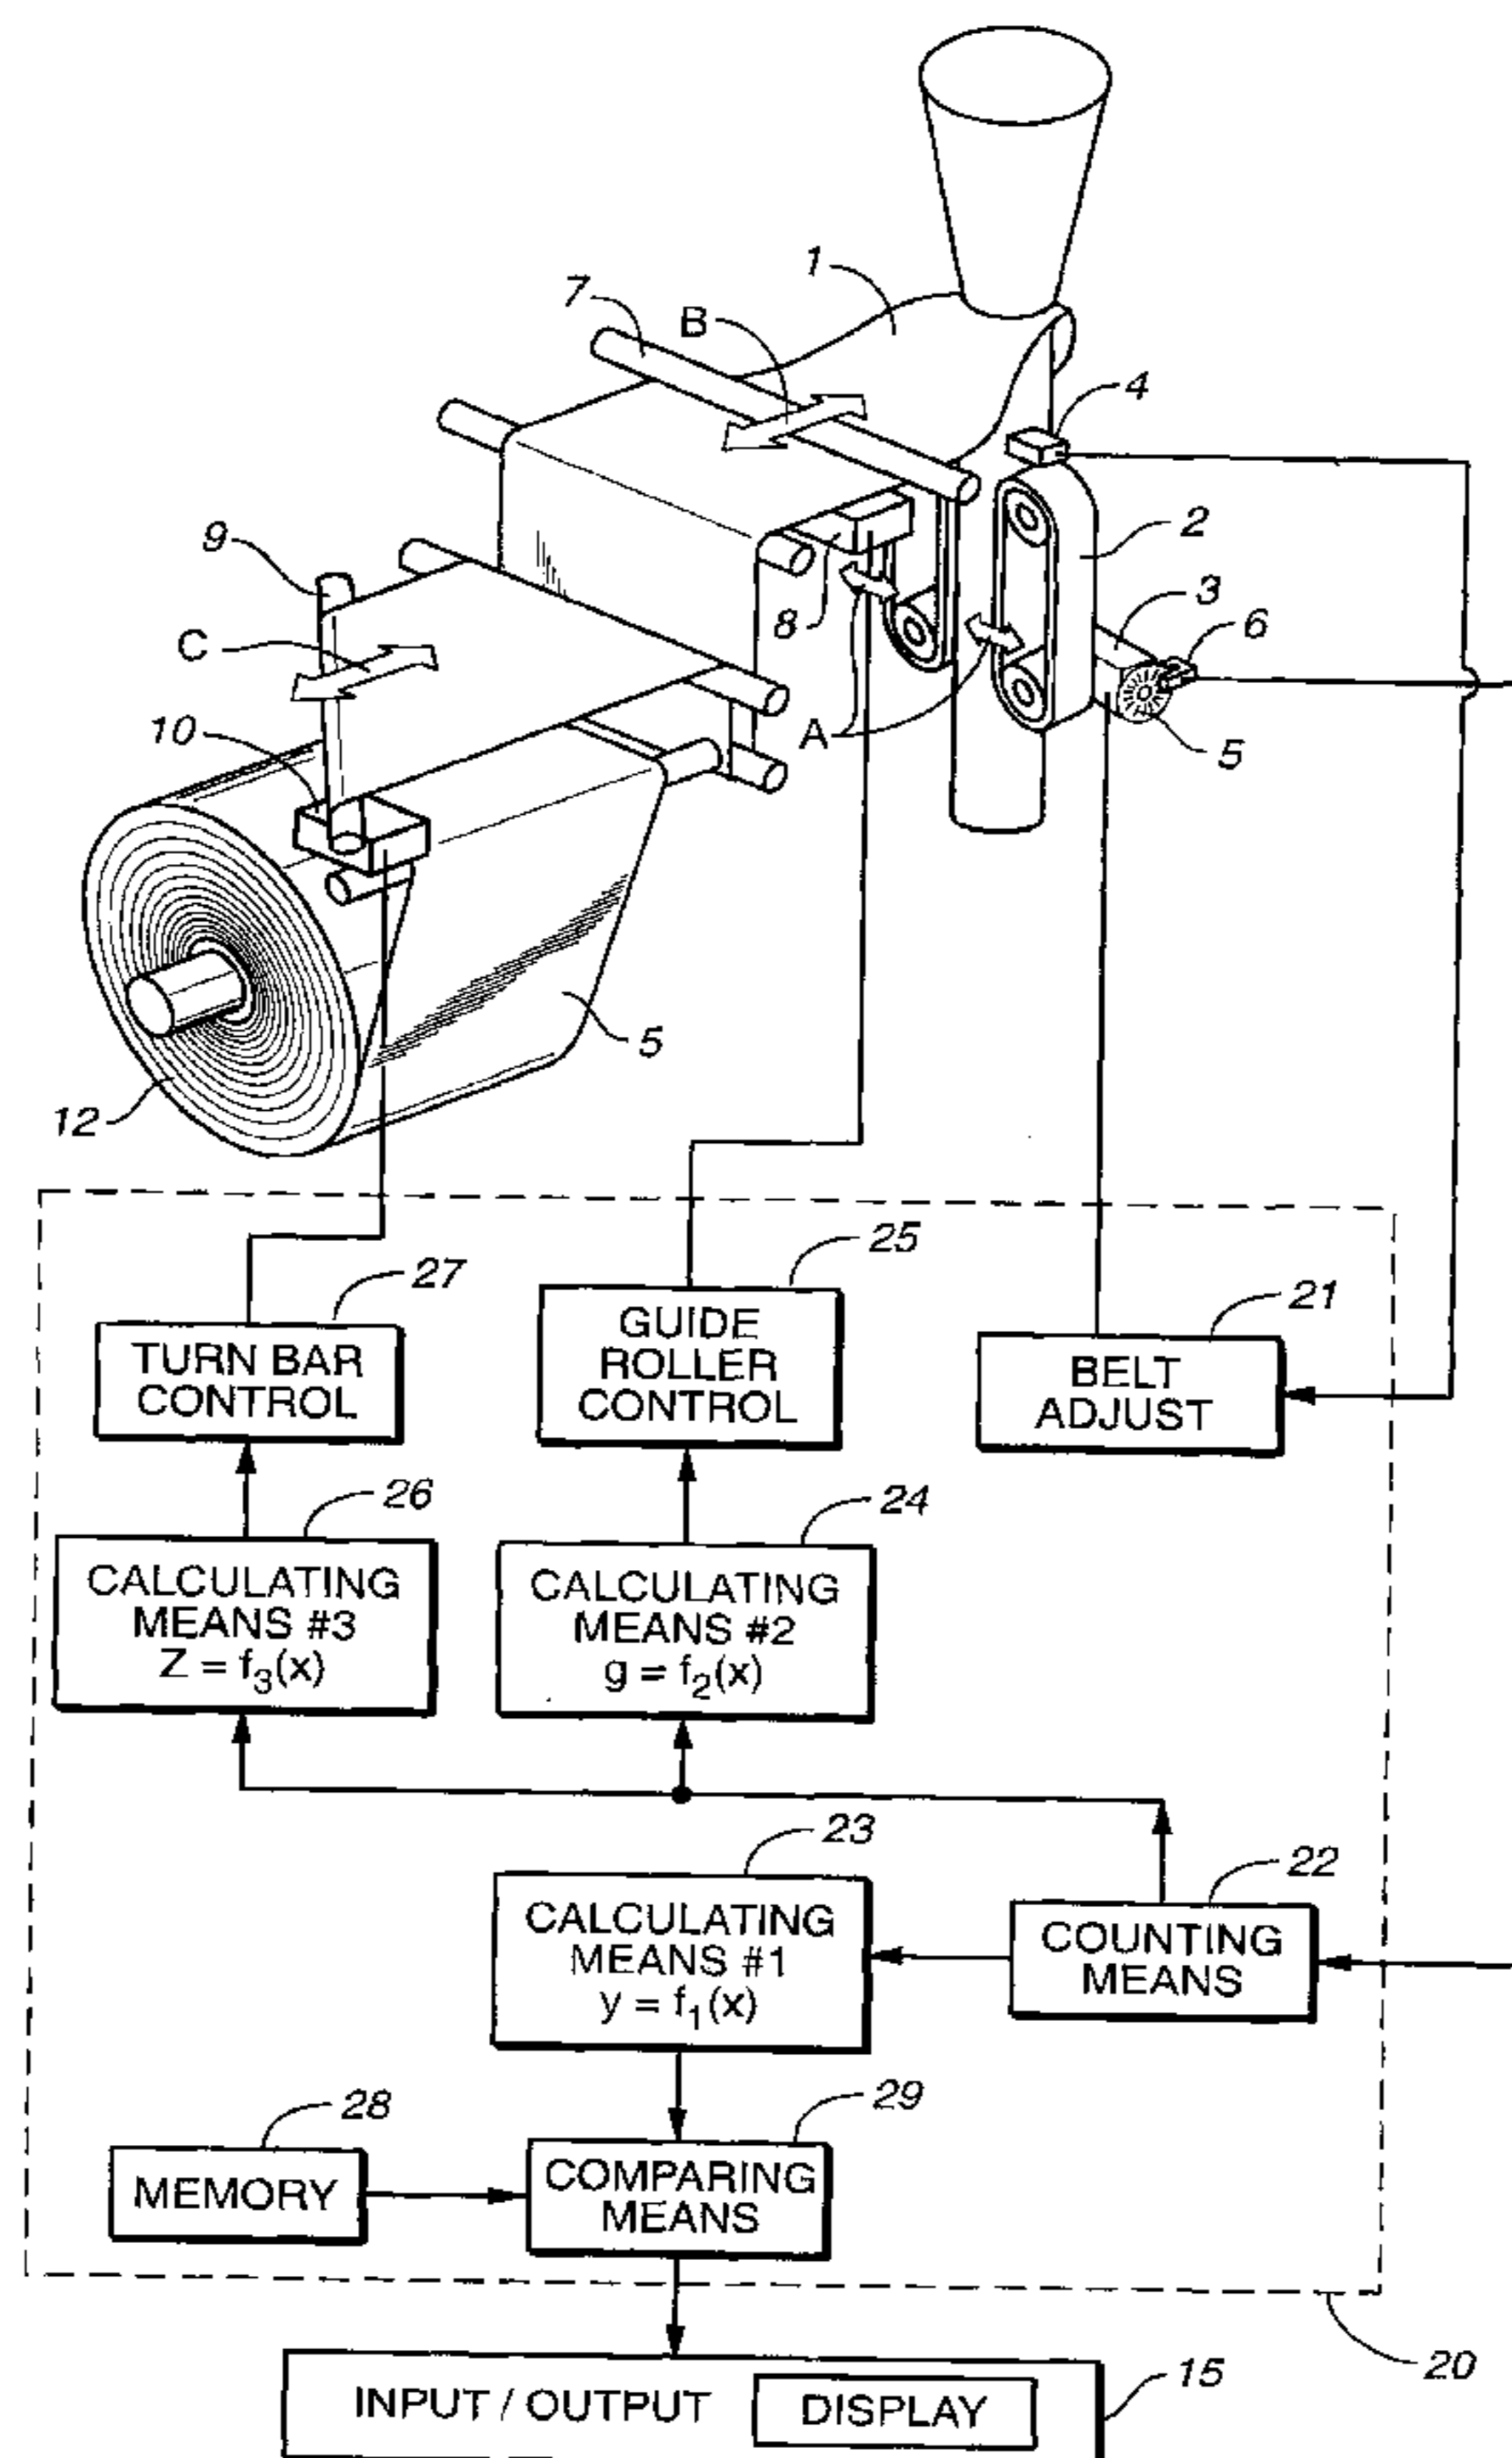 1
7
B
4
2
9
3
6
8
C
A
10
5
5
12
25
27
21
GUIDE
ROLLER
CONTROL
TURN BAR
CONTROL
BELT
ADJUST
26
24
CALCULATING
MEANS #3
Z = f3(x)
CALCULATING
MEANS #2
g = f2(x)
23
22
CALCULATING
MEANS #1
y = f1(x)
COUNTING
MEANS
28
29
MEMORY
COMPARING
MEANS
20
15
INPUT / OUTPUT
DISPLAY